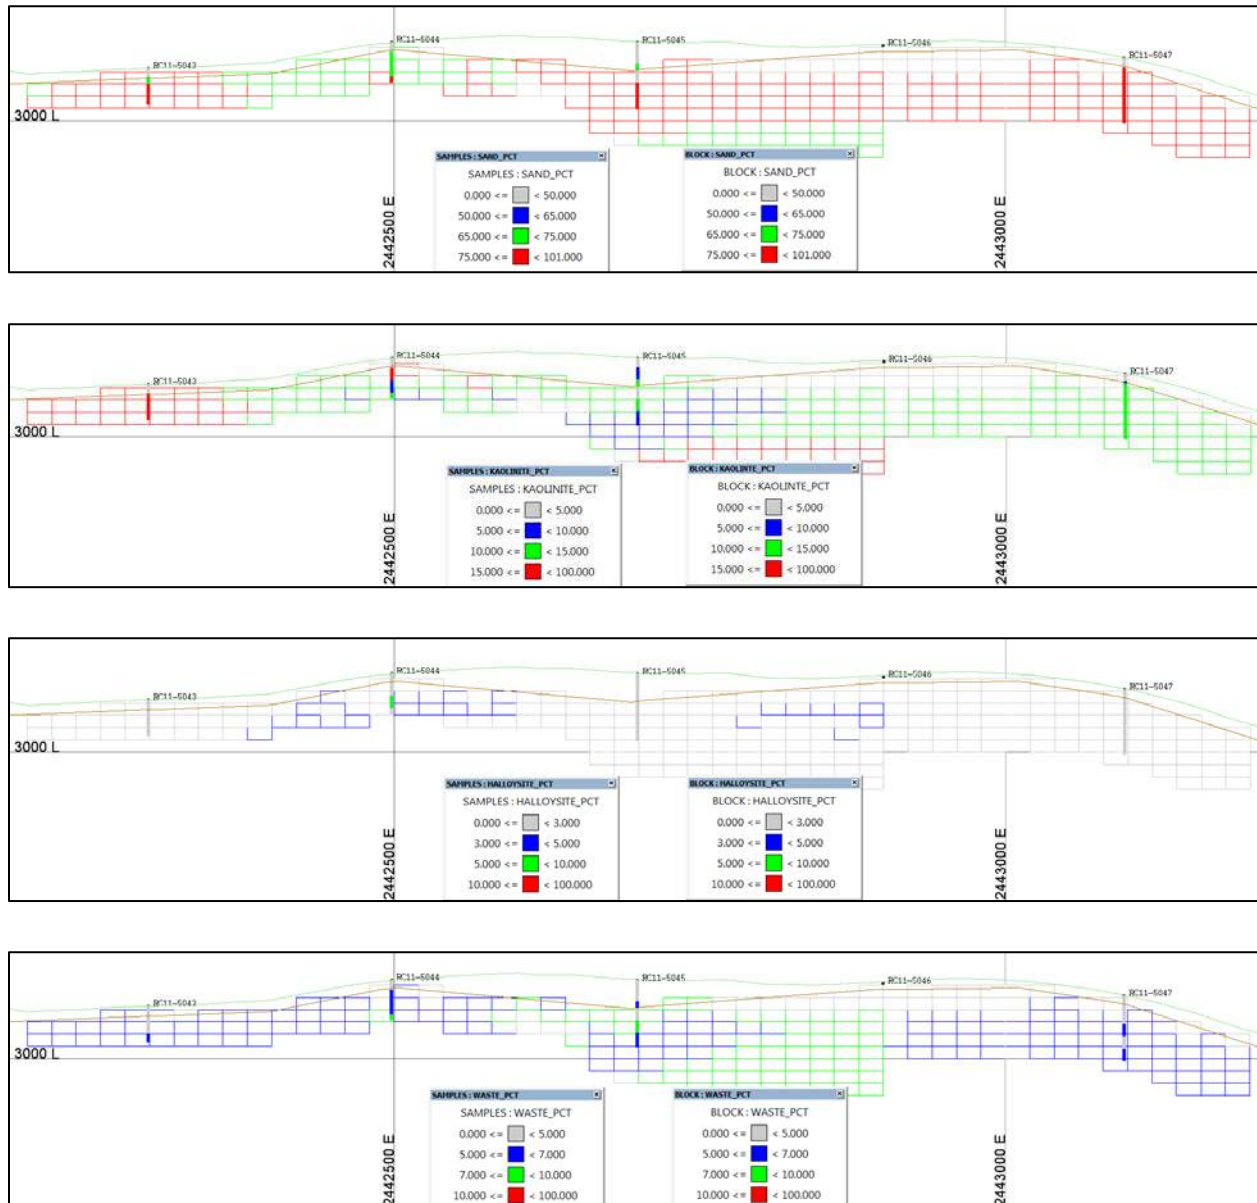 RC11-5043
RC11-5044
RC11-5045
RC11-5046
RC11-5047
3000 L
2442500 E
2443000 E
SAMPLES : SAND_PCT
SAMPLES : SAND_PCT
0.000 <= < 50.000
50.000 <= < 65.000
65.000 <= < 75.000
75.000 <= < 101.000
BLOCK : SAND_PCT
BLOCK : SAND_PCT
0.000 <= < 50.000
50.000 <= < 65.000
65.000 <= < 75.000
75.000 <= < 101.000
RC11-5043
RC11-5044
RC11-5045
RC11-5046
RC11-5047
3000 L
2442500 E
2443000 E
SAMPLES : KAOLINITE_PCT
SAMPLES : KAOLINITE_PCT
0.000 <= < 5.000
5.000 <= < 10.000
10.000 <= < 15.000
15.000 <= < 100.000
BLOCK : KAOLINTE_PCT
BLOCK : KAOLINTE_PCT
0.000 <= < 5.000
5.000 <= < 10.000
10.000 <= < 15.000
15.000 <= < 100.000
RC11-5043
RC11-5044
RC11-5045
RC11-5046
RC11-5047
3000 L
2442500 E
2443000 E
SAMPLES : HALLOYSITE_PCT
SAMPLES : HALLOYSITE_PCT
0.000 <= < 3.000
3.000 <= < 5.000
5.000 <= < 10.000
10.000 <= < 100.000
BLOCK : HALLOYSITE_PCT
BLOCK : HALLOYSITE_PCT
0.000 <= < 3.000
3.000 <= < 5.000
5.000 <= < 10.000
10.000 <= < 100.000
RC11-5043
RC11-5044
RC11-5045
RC11-5046
RC11-5047
3000 L
2442500 E
2443000 E
SAMPLES : WASTE_PCT
SAMPLES : WASTE_PCT
0.000 <= < 5.000
5.000 <= < 7.000
7.000 <= < 10.000
10.000 <= < 100.000
BLOCK : WASTE_PCT
BLOCK : WASTE_PCT
0.000 <= < 5.000
5.000 <= < 7.000
7.000 <= < 10.000
10.000 <= < 100.000